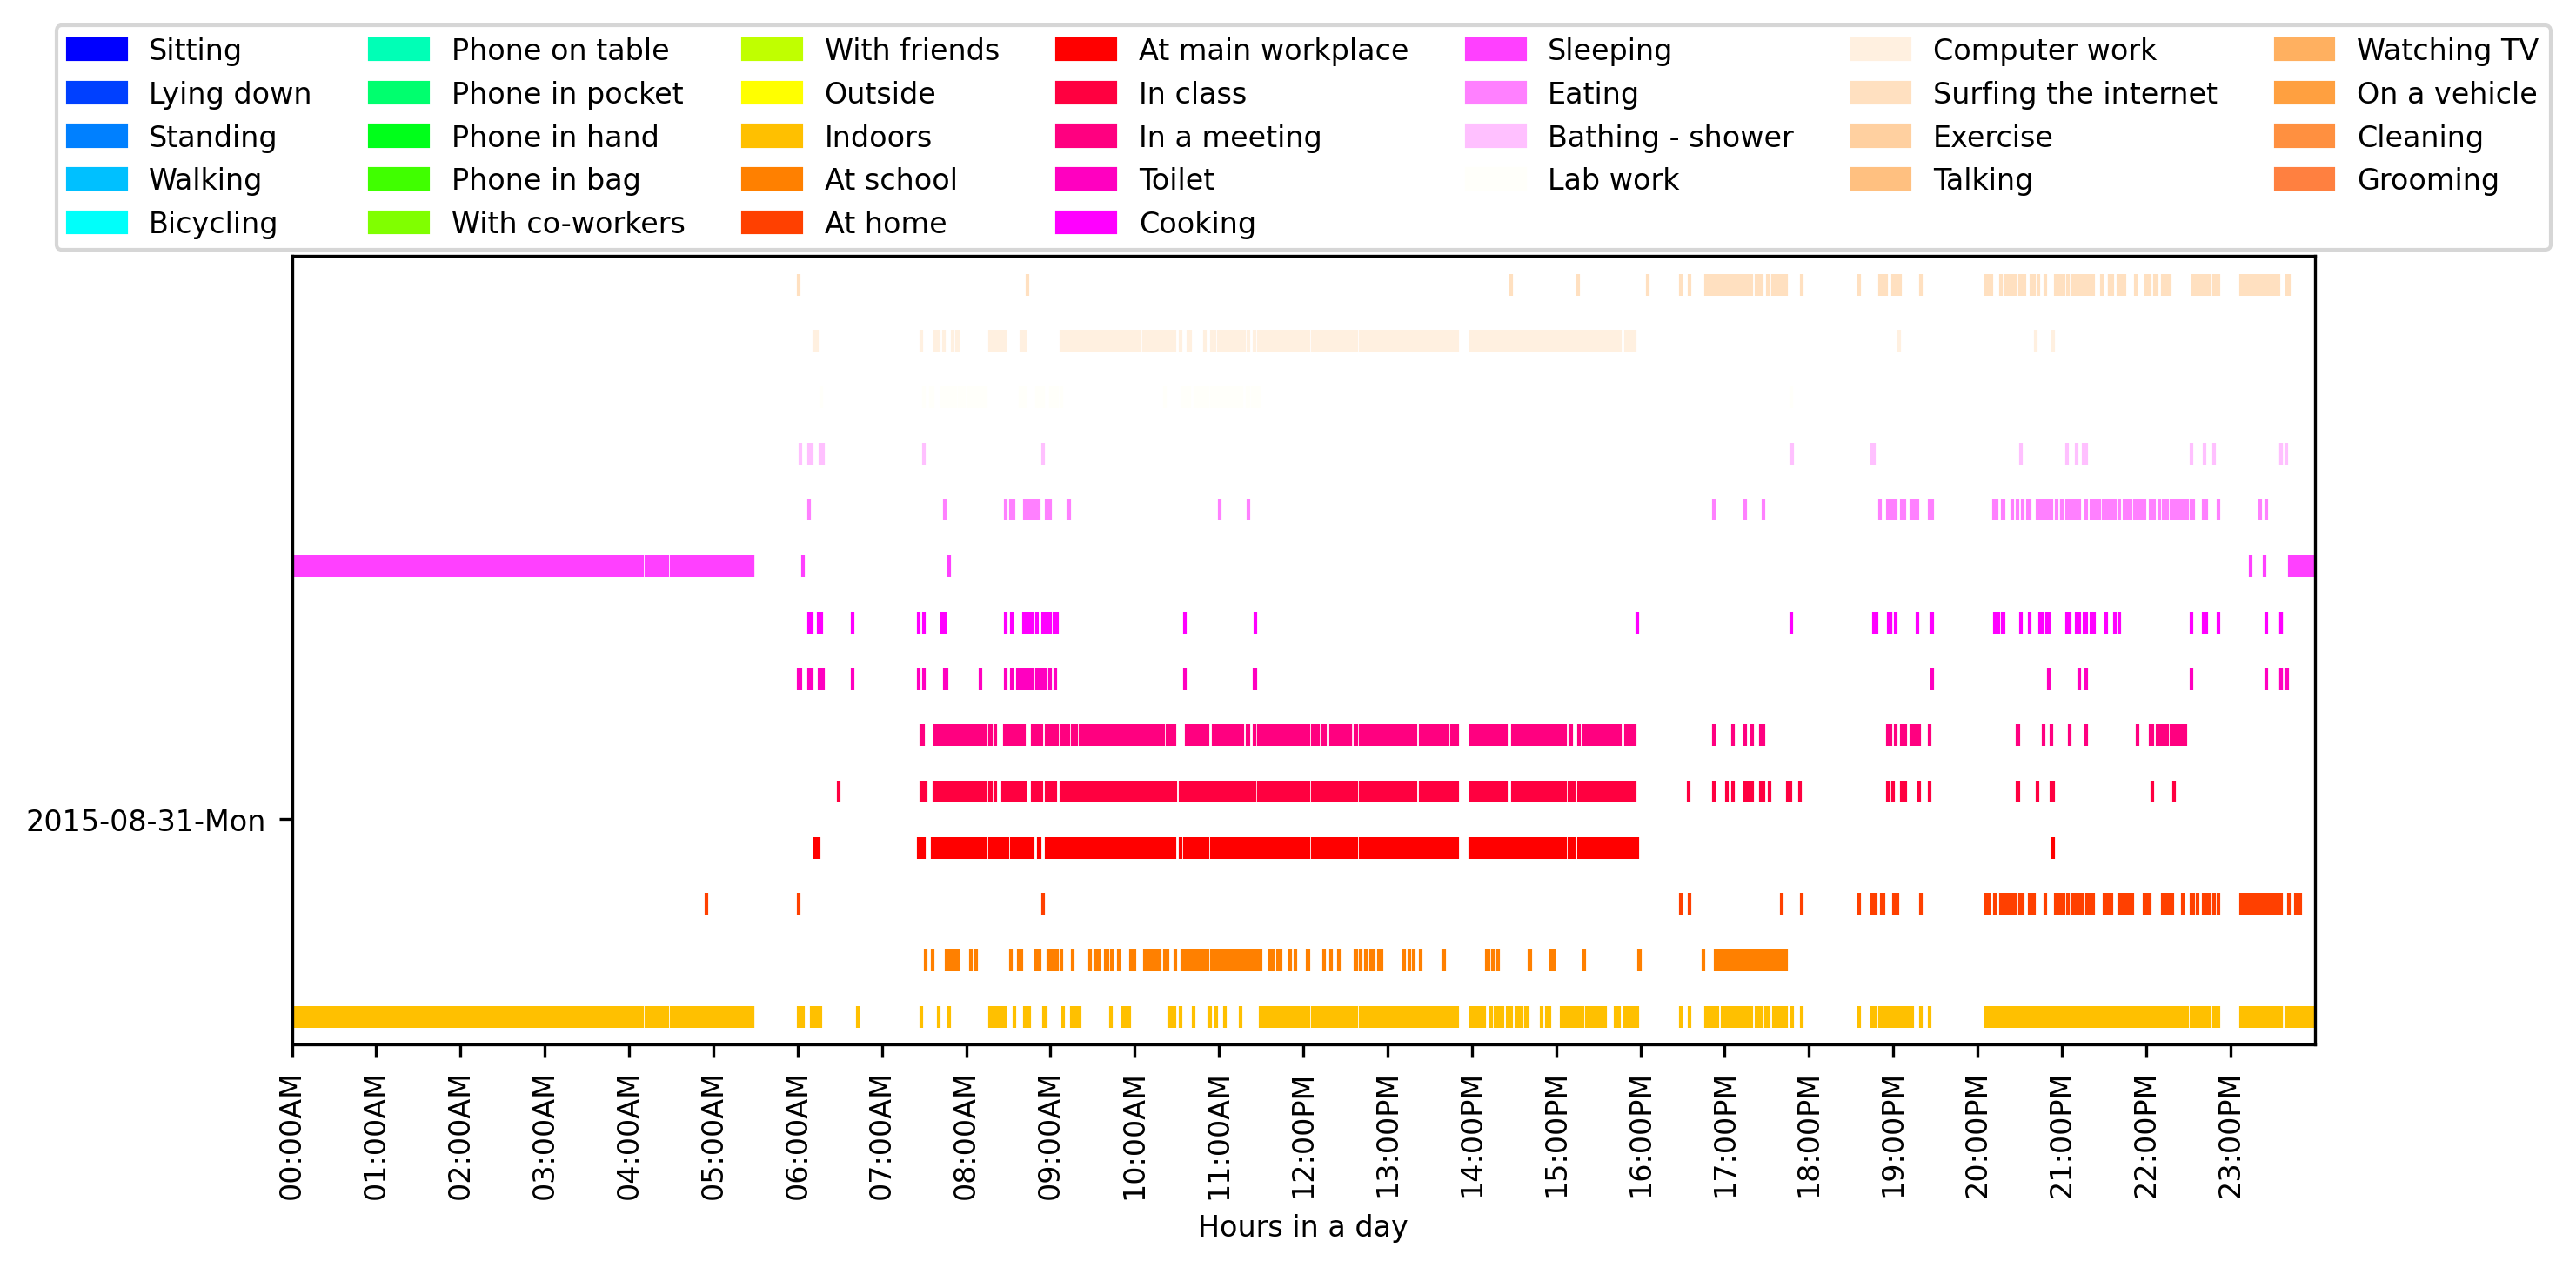 Sitting
Lying down
Standing
Walking
Bicycling
Phone on table
Phone in pocket
Phone in hand
Phone in bag
With co-workers
With friends
Outside
Indoors
At school
At home
At main workplace
In class
In a meeting
Toilet
Cooking
Sleeping
Eating
Bathing - shower
Lab work
Computer work
Surfing the internet
Exercise
Talking
Watching TV
On a vehicle
Cleaning
Grooming
2015-08-31-Mon
00:00AM
01:00AM
02:00AM
03:00AM
04:00AM
05:00AM
06:00AM
07:00AM
08:00AM
09:00AM
10:00AM
11:00AM
12:00PM
13:00PM
14:00PM
15:00PM
16:00PM
17:00PM
18:00PM
19:00PM
20:00PM
21:00PM
22:00PM
23:00PM
Hours in a day